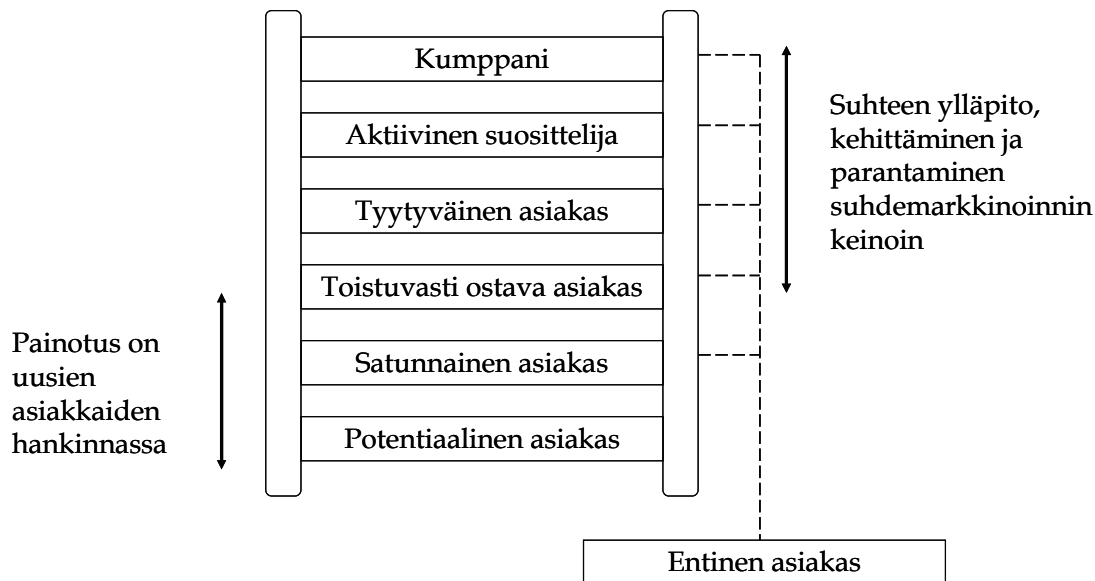 Kumppani
Aktiivinen suosittelija
Tyytyväinen asiakas
Toistuvasti ostava asiakas
Satunnainen asiakas
Potentiaalinen asiakas
Suhteen ylläpito,
kehittäminen ja
parantaminen
suhdemarkkinoinnin
keinoin
Painotus on
uusien
asiakkaiden
hankinnassa
Entinen asiakas